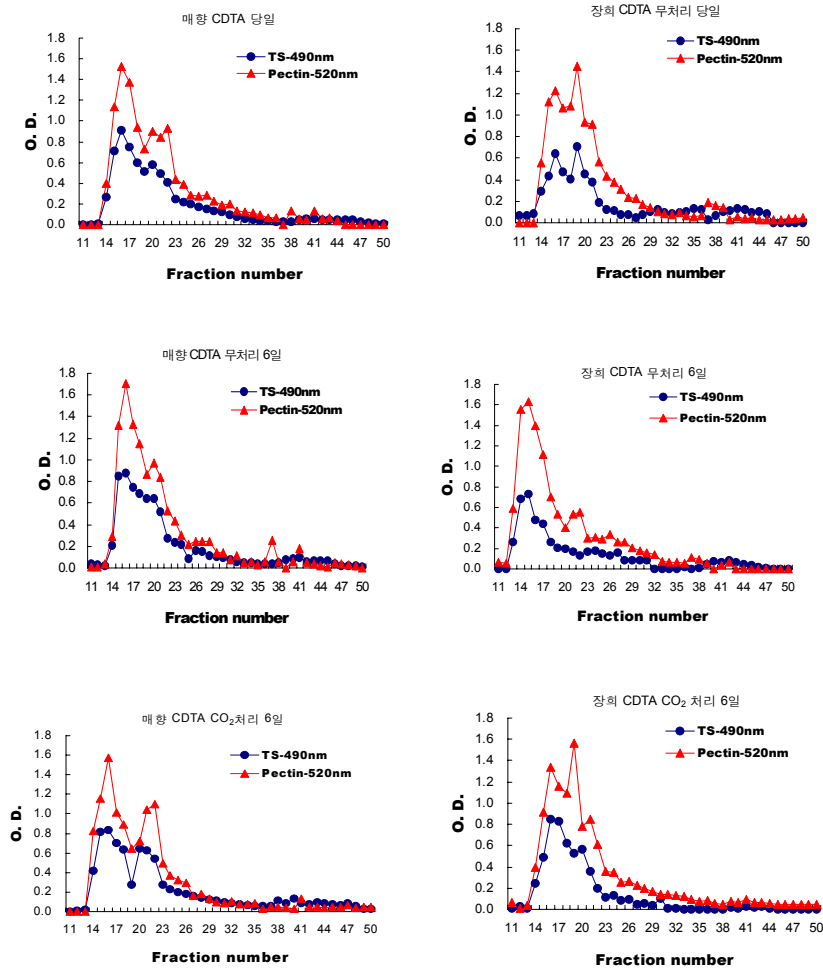 매향 CDTA 당일
1.8
1.6
1.4
1.2
1.0
0.8
0.6
0.4
0.2
0.0
O. D.
TS-490nm
Pectin-520nm
11 14 17 20 23 26 29 32 35 38 41 44 47 50
Fraction number
장희 CDTA 무처리 당일
1.8
1.6
1.4
1.2
1.0
0.8
0.6
0.4
0.2
0.0
O. D.
TS-490nm
Pectin-520nm
11 14 17 20 23 26 29 32 35 38 41 44 47 50
Fraction number
매향 CDTA 무처리 6일
1.8
1.6
1.4
1.2
1.0
0.8
0.6
0.4
0.2
0.0
O. D.
TS-490nm
Pectin-520nm
11 14 17 20 23 26 29 32 35 38 41 44 47 50
Fraction number
장희 CDTA 무처리 6일
1.8
1.6
1.4
1.2
1.0
0.8
0.6
0.4
0.2
0.0
O. D.
TS-490nm
Pectin-520nm
11 14 17 20 23 26 29 32 35 38 41 44 47 50
Fraction number
매향 CDTA CO₂처리 6일
1.8
1.6
1.4
1.2
1.0
0.8
0.6
0.4
0.2
0.0
O. D.
TS-490nm
Pectin-520nm
11 14 17 20 23 26 29 32 35 38 41 44 47 50
Fraction number
장희 CDTA CO₂ 처리 6일
1.8
1.6
1.4
1.2
1.0
0.8
0.6
0.4
0.2
0.0
O. D.
TS-490nm
Pectin-520nm
11 14 17 20 23 26 29 32 35 38 41 44 47 50
Fraction number